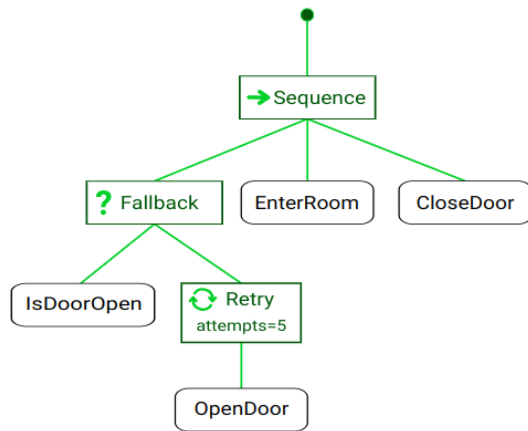 Sequence
? Fallback
EnterRoom
CloseDoor
IsDoorOpen
Retry
attempts=5
OpenDoor